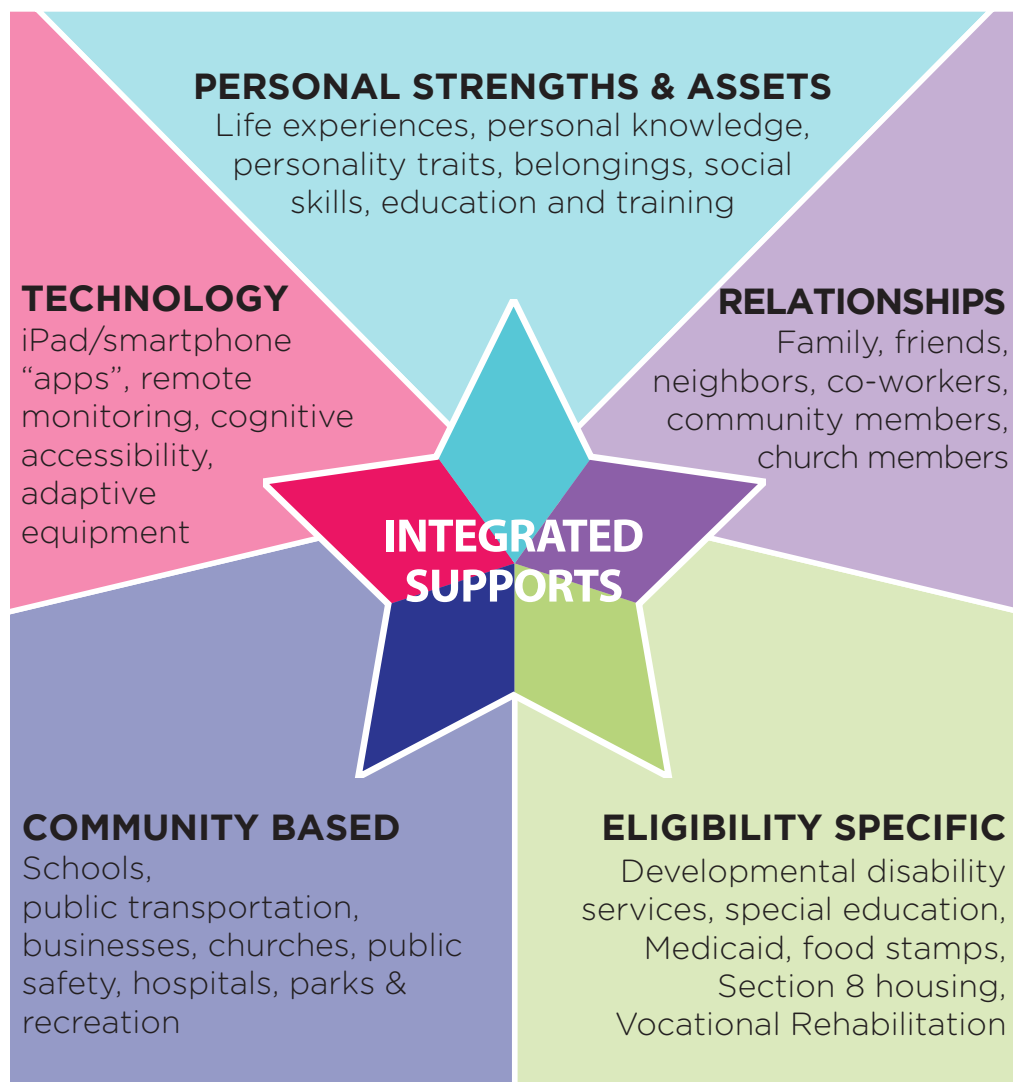 PERSONAL STRENGTHS & ASSETS
Life experiences, personal knowledge,
personality traits, belongings, social
skills, education and training
TECHNOLOGY
iPad/smartphone
“apps”, remote
monitoring, cognitive
accessibility,
adaptive
equipment
RELATIONSHIPS
Family, friends,
neighbors, co-workers,
community members,
church members
INTEGRATED
SUPPORTS
COMMUNITY BASED
Schools,
public transportation,
businesses, churches, public
safety, hospitals, parks &
recreation
ELIGIBILITY SPECIFIC
Developmental disability
services, special education,
Medicaid, food stamps,
Section 8 housing,
Vocational Rehabilitation